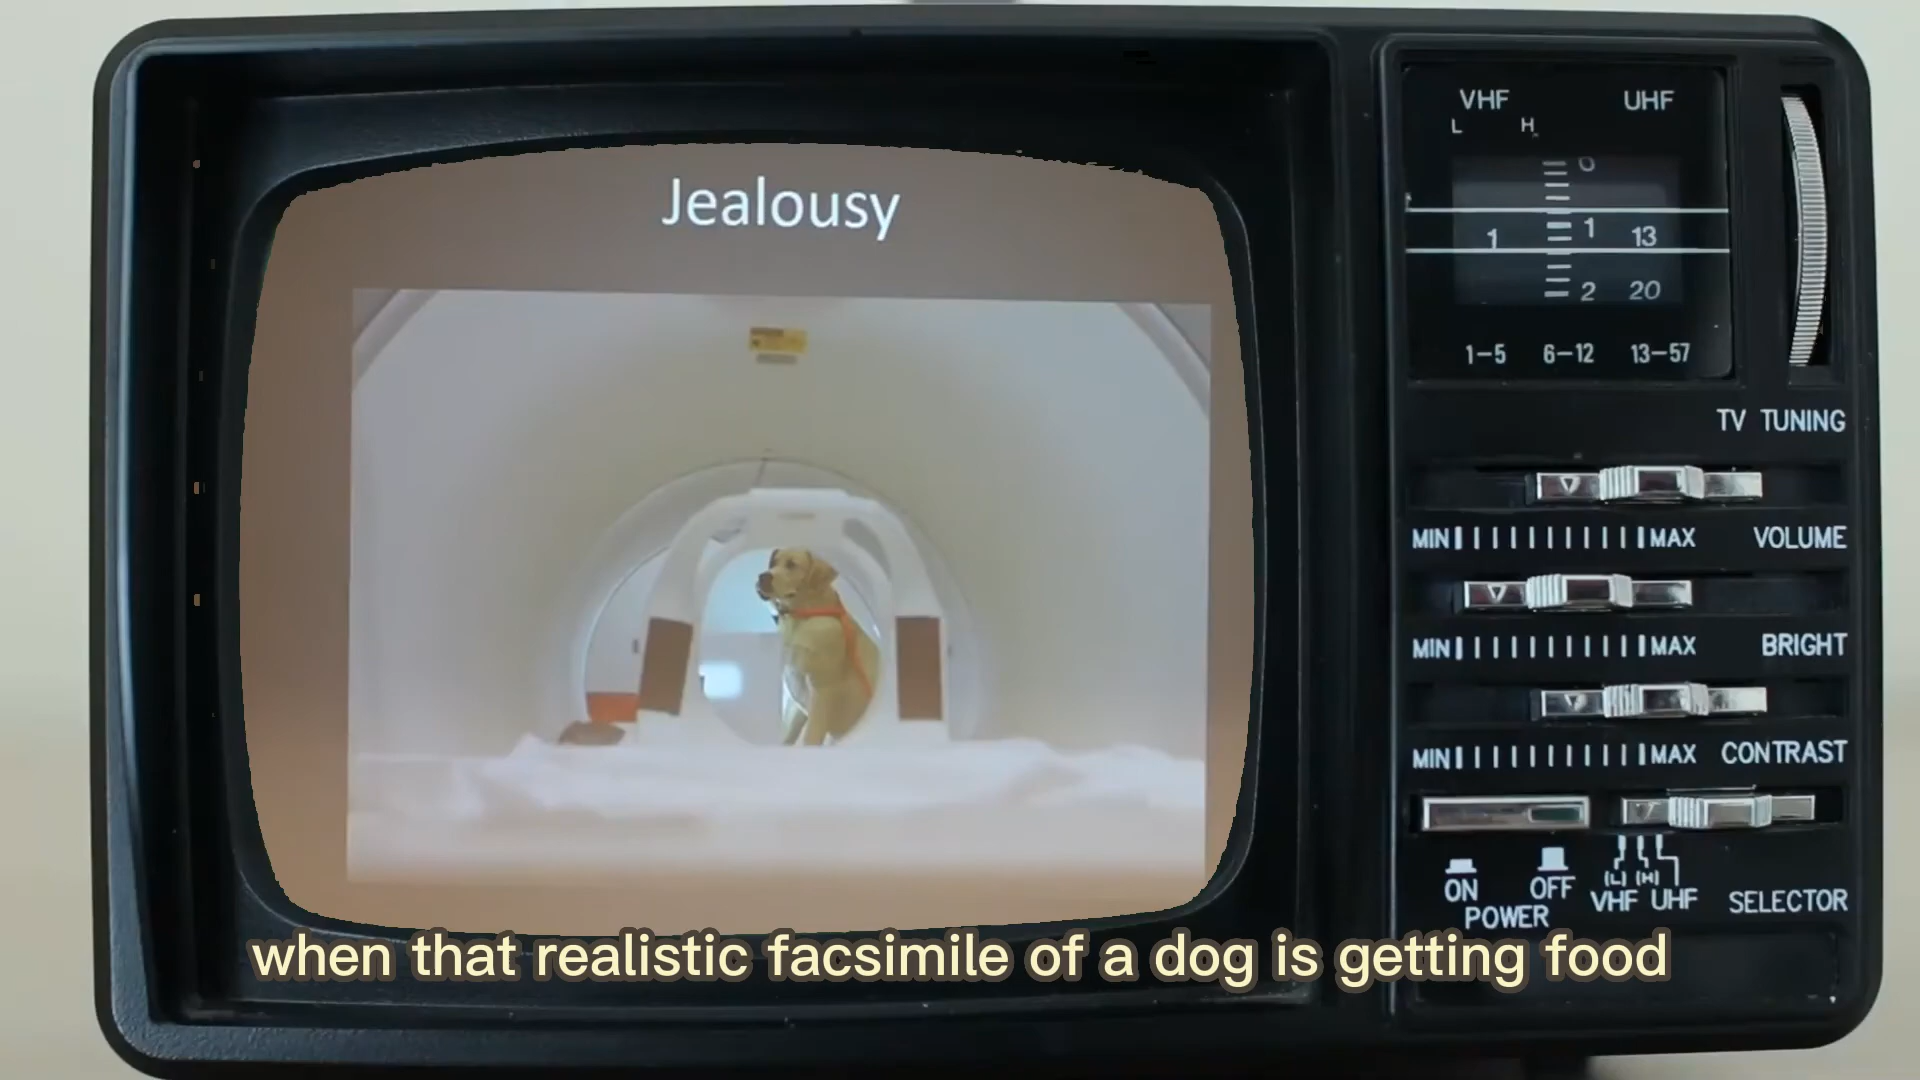 Jealousy
VHF UHF
L H
0
1 1 13
2 20
1-5 6-12 13-57
TV TUNING
MIN MAX VOLUME
MIN MAX BRIGHT
MIN MAX CONTRAST
(L) (H)
ON OFF VHF UHF SELECTOR
POWER
when that realistic facsimile of a dog is getting food